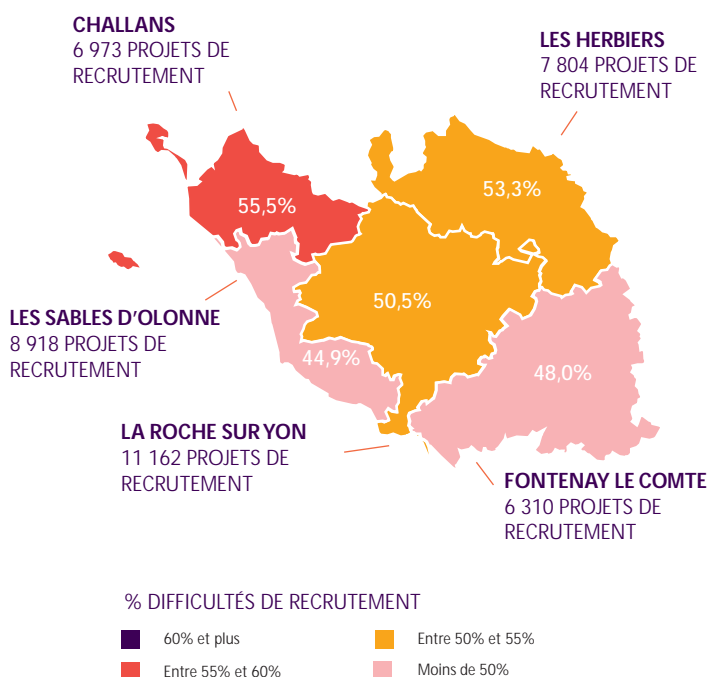 CHALLANS
6 973 PROJETS DE
RECRUTEMENT
LES HERBIERS
7 804 PROJETS DE
RECRUTEMENT
53,3%
55,5%
50,5%
LES SABLES D'OLONNE
8 918 PROJETS DE
RECRUTEMENT
44,9%
48,0%
LA ROCHE SUR YON
11 162 PROJETS DE
RECRUTEMENT
FONTENAY LE COMTE
6 310 PROJETS DE
RECRUTEMENT
% DIFFICULTÉS DE RECRUTEMENT
60% et plus
Entre 50% et 55%
Entre 55% et 60%
Moins de 50%